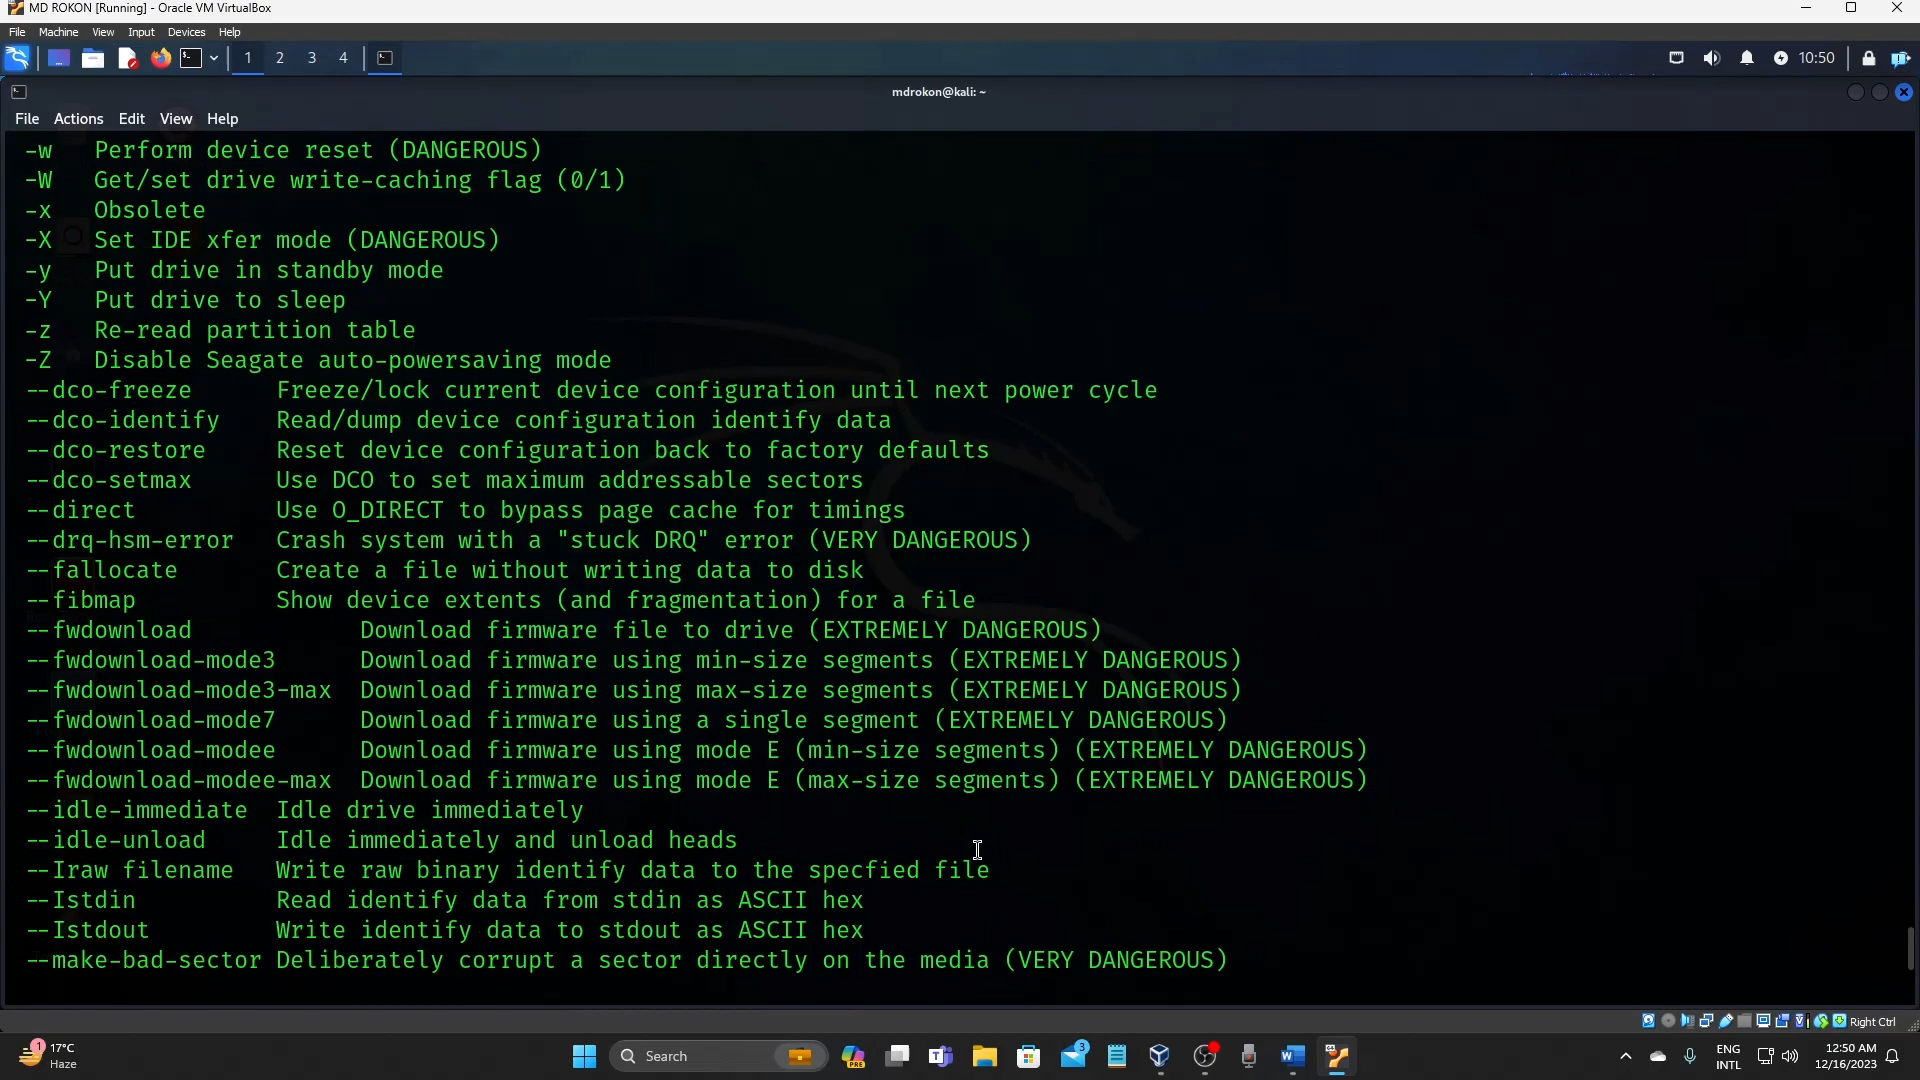 MD ROKON [Running] - Oracle VM VirtualBox
File Machine View Input Devices Help
1 2 3 4 10:50
mdrokon@kali: ~
File Actions Edit View Help
-w Perform device reset (DANGEROUS)
-W Get/set drive write-caching flag (0/1)
-x Obsolete
-X Set IDE xfer mode (DANGEROUS)
-y Put drive in standby mode
-Y Put drive to sleep
-z Re-read partition table
-Z Disable Seagate auto-powersaving mode
--dco-freeze Freeze/lock current device configuration until next power cycle
--dco-identify Read/dump device configuration identify data
--dco-restore Reset device configuration back to factory defaults
--dco-setmax Use DCO to set maximum addressable sectors
--direct Use O_DIRECT to bypass page cache for timings
--drq-hsm-error Crash system with a "stuck DRQ" error (VERY DANGEROUS)
--fallocate Create a file without writing data to disk
--fibmap Show device extents (and fragmentation) for a file
--fwdownload Download firmware file to drive (EXTREMELY DANGEROUS)
--fwdownload-mode3 Download firmware using min-size segments (EXTREMELY DANGEROUS)
--fwdownload-mode3-max Download firmware using max-size segments (EXTREMELY DANGEROUS)
--fwdownload-mode7 Download firmware using a single segment (EXTREMELY DANGEROUS)
--fwdownload-modee Download firmware using mode E (min-size segments) (EXTREMELY DANGEROUS)
--fwdownload-modee-max Download firmware using mode E (max-size segments) (EXTREMELY DANGEROUS)
--idle-immediate Idle drive immediately
--idle-unload Idle immediately and unload heads
--Iraw filename Write raw binary identify data to the specfied file
--Istdin Read identify data from stdin as ASCII hex
--Istdout Write identify data to stdout as ASCII hex
--make-bad-sector Deliberately corrupt a sector directly on the media (VERY DANGEROUS)
Right Ctrl
1 17°C
Haze
Search
PRE
3
ENG
INTL
12:50 AM
12/16/2023